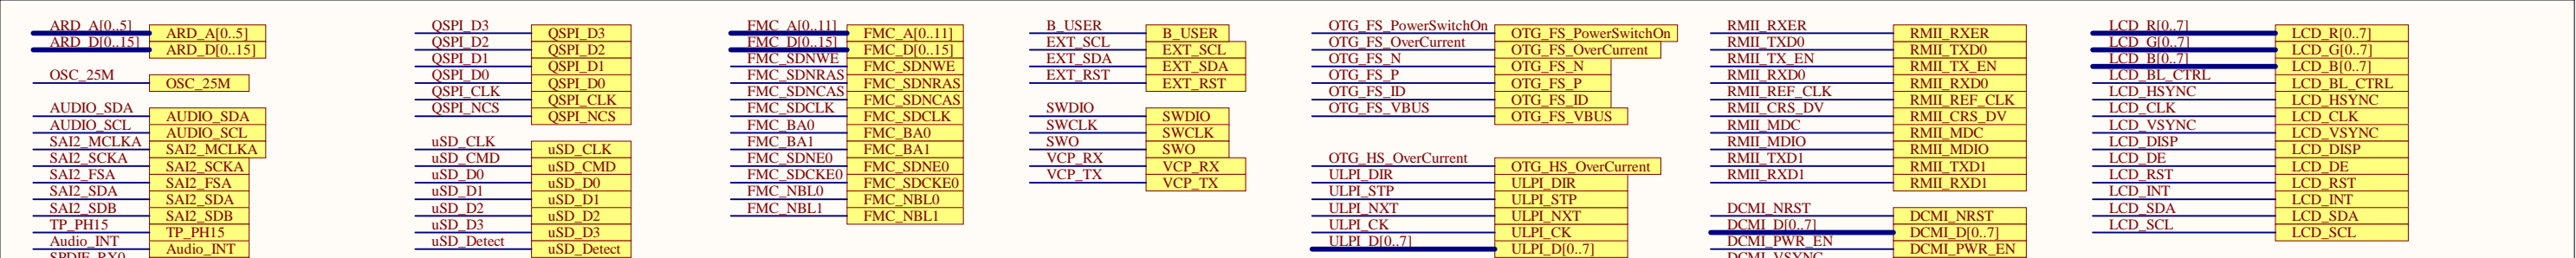 ARD_A[0..5] ARD_A[0..5]
ARD_D[0..15] ARD_D[0..15]
OSC_25M OSC_25M
AUDIO_SDA AUDIO_SDA
AUDIO_SCL AUDIO_SCL
SAI2_MCLKA SAI2_MCLKA
SAI2_SCKA SAI2_SCKA
SAI2_FSA SAI2_FSA
SAI2_SDA SAI2_SDA
SAI2_SDB SAI2_SDB
TP_PH15 TP_PH15
Audio_INT Audio_INT
SPDIF_RX0
QSPI_D3 QSPI_D3
QSPI_D2 QSPI_D2
QSPI_D1 QSPI_D1
QSPI_D0 QSPI_D0
QSPI_CLK QSPI_CLK
QSPI_NCS QSPI_NCS
uSD_CLK uSD_CLK
uSD_CMD uSD_CMD
uSD_D0 uSD_D0
uSD_D1 uSD_D1
uSD_D2 uSD_D2
uSD_D3 uSD_D3
uSD_Detect uSD_Detect
FMC_A[0..11] FMC_A[0..11]
FMC_D[0..15] FMC_D[0..15]
FMC_SDNWE FMC_SDNWE
FMC_SDNRAS FMC_SDNRAS
FMC_SDNCAS FMC_SDNCAS
FMC_SDCLK FMC_SDCLK
FMC_BA0 FMC_BA0
FMC_BA1 FMC_BA1
FMC_SDNE0 FMC_SDNE0
FMC_SDCKE0 FMC_SDCKE0
FMC_NBL0 FMC_NBL0
FMC_NBL1 FMC_NBL1
B_USER B_USER
EXT_SCL EXT_SCL
EXT_SDA EXT_SDA
EXT_RST EXT_RST
SWDIO SWDIO
SWCLK SWCLK
SWO SWO
VCP_RX VCP_RX
VCP_TX VCP_TX
OTG_FS_PowerSwitchOn OTG_FS_PowerSwitchOn
OTG_FS_OverCurrent OTG_FS_OverCurrent
OTG_FS_N OTG_FS_N
OTG_FS_P OTG_FS_P
OTG_FS_ID OTG_FS_ID
OTG_FS_VBUS OTG_FS_VBUS
OTG_HS_OverCurrent OTG_HS_OverCurrent
ULPI_DIR ULPI_DIR
ULPI_STP ULPI_STP
ULPI_NXT ULPI_NXT
ULPI_CK ULPI_CK
ULPI_D[0..7] ULPI_D[0..7]
RMII_RXER RMII_RXER
RMII_TXD0 RMII_TXD0
RMII_TX_EN RMII_TX_EN
RMII_RXD0 RMII_RXD0
RMII_REF_CLK RMII_REF_CLK
RMII_CRS_DV RMII_CRS_DV
RMII_MDC RMII_MDC
RMII_MDIO RMII_MDIO
RMII_TXD1 RMII_TXD1
RMII_RXD1 RMII_RXD1
DCMI_NRST DCMI_NRST
DCMI_D[0..7] DCMI_D[0..7]
DCMI_PWR_EN DCMI_PWR_EN
DCMI_VSYNC
LCD_R[0..7] LCD_R[0..7]
LCD_G[0..7] LCD_G[0..7]
LCD_B[0..7] LCD_B[0..7]
LCD_BL_CTRL LCD_BL_CTRL
LCD_HSYNC LCD_HSYNC
LCD_CLK LCD_CLK
LCD_VSYNC LCD_VSYNC
LCD_DISP LCD_DISP
LCD_DE LCD_DE
LCD_RST LCD_RST
LCD_INT LCD_INT
LCD_SDA LCD_SDA
LCD_SCL LCD_SCL